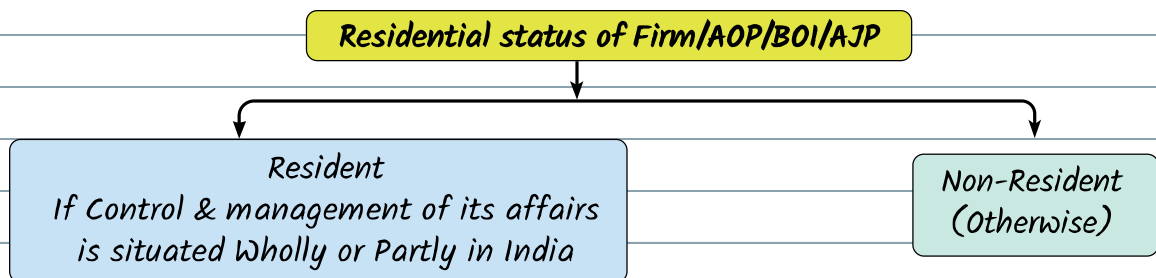 Residential status of Firm/AOP/BOI/AJP
Resident
If Control & management of its affairs
is situated Wholly or Partly in India
Non-Resident
(Otherwise)